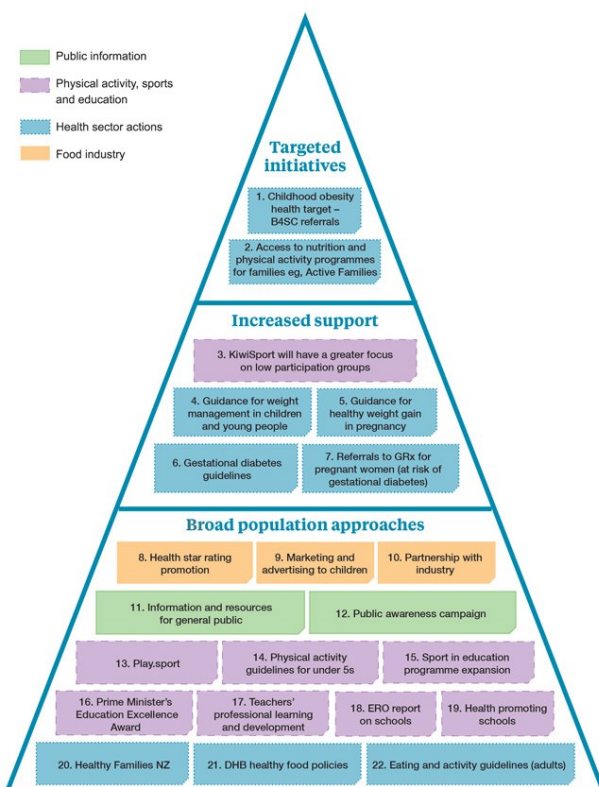 Public information
Physical activity, sports
and education
Health sector actions
Food industry
Targeted
initiatives
1. Childhood obesity
health target –
B4SC referrals
2. Access to nutrition and
physical activity programmes
for families eg, Active Families
Increased support
3. KiwiSport will have a greater focus
on low participation groups
4. Guidance for weight
management in children
and young people
5. Guidance for
healthy weight gain
in pregnancy
6. Gestational diabetes
guidelines
7. Referrals to GRx for
pregnant women (at risk of
gestational diabetes)
Broad population approaches
8. Health star rating
promotion
9. Marketing and
advertising to children
10. Partnership with
industry
11. Information and resources
for general public
12. Public awareness campaign
13. Play.sport
14. Physical activity
guidelines for under 5s
15. Sport in education
programme expansion
16. Prime Minister's
Education Excellence
Award
17. Teachers'
professional learning
and development
18. ERO report
on schools
19. Health promoting
schools
20. Healthy Families NZ
21. DHB healthy food policies
22. Eating and activity guidelines (adults)